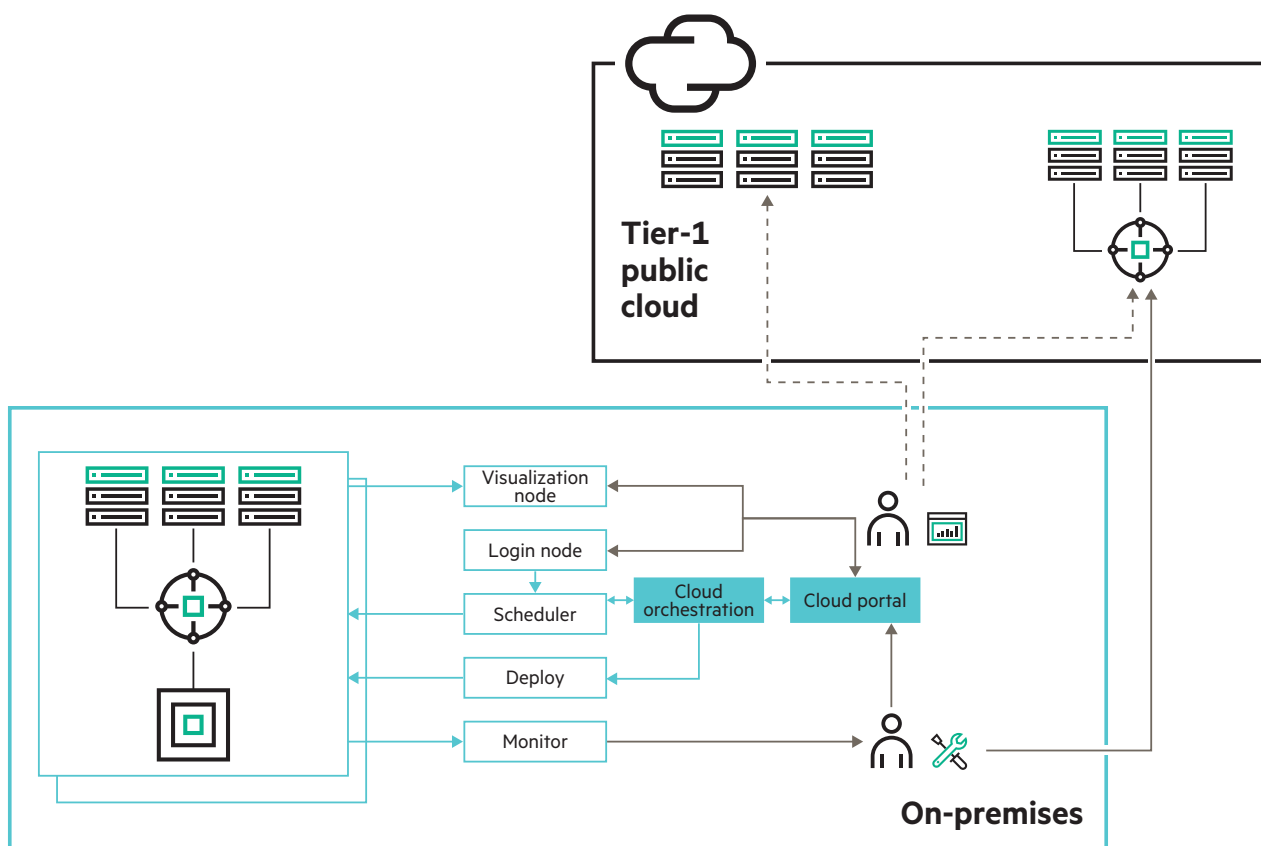 Tier-1
public
cloud
Visualization
node
Login node
Scheduler
Cloud
orchestration
Cloud portal
Deploy
Monitor
On-premises